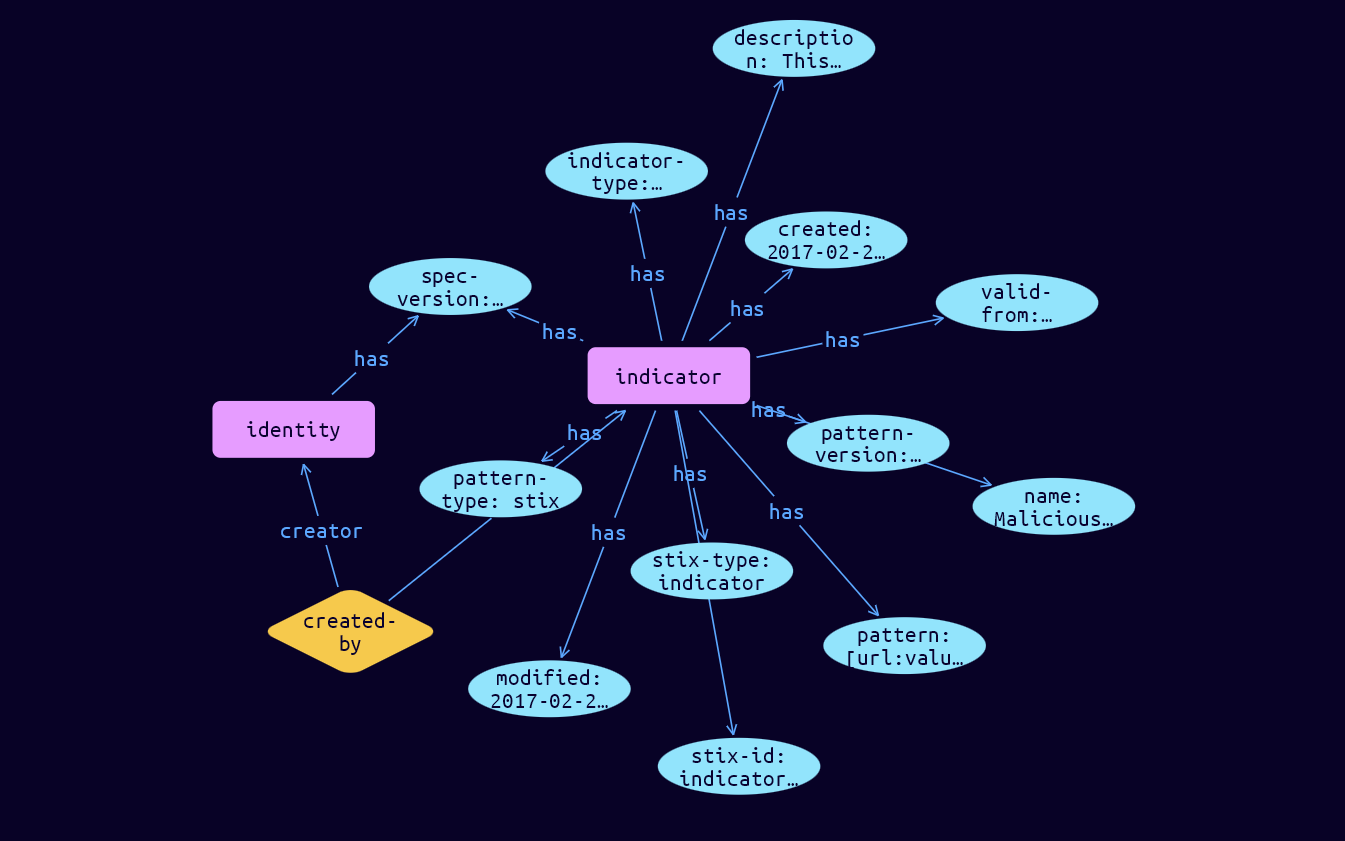 descriptio
n: This…
indicator-
type:…
has
created:
2017-02-2…
has
spec-
version:…
has
valid-
from:…
has
has
has
has
indicator
identity
has
has
pattern-
version:…
pattern-
type: stix
has
name:
Malicious…
has
creator
has
stix-type:
indicator
created-
by
pattern:
[url:valu…
modified:
2017-02-2…
stix-id:
indicator…